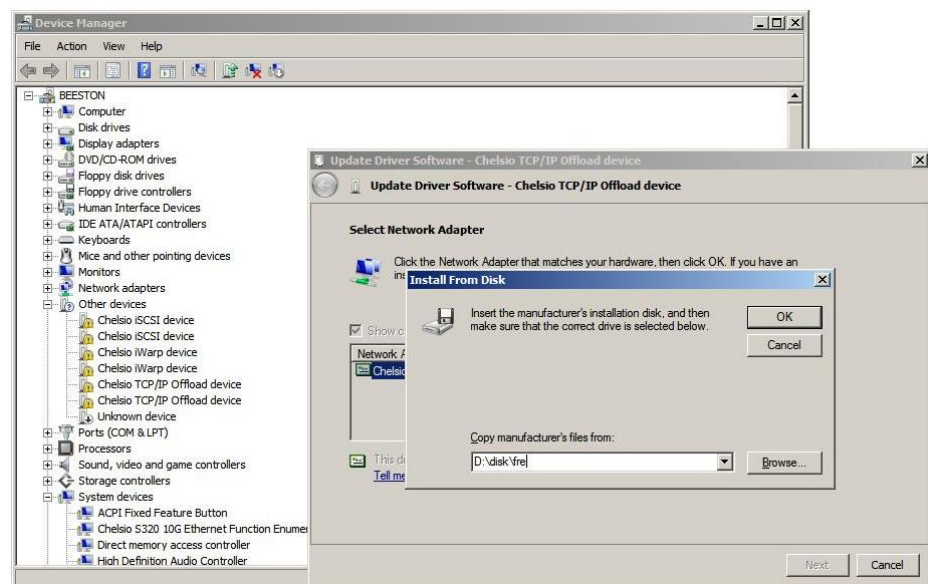 Device Manager
File Action View Help
BEESTON
Computer
Disk drives
Display adapters
DVD/CD-ROM drives
Floppy disk drives
Floppy drive controllers
Human Interface Devices
IDE ATA/ATAPI controllers
Keyboards
Mice and other pointing devices
Monitors
Network adapters
Other devices
Chelsio iSCSI device
Chelsio iSCSI device
Chelsio iWarp device
Chelsio iWarp device
Chelsio TCP/IP Offload device
Chelsio TCP/IP Offload device
Unknown device
Ports (COM & LPT)
Processors
Sound, video and game controllers
Storage controllers
System devices
ACPI Fixed Feature Button
Chelsio S320 10G Ethernet Function Enumer
Direct memory access controller
High Definition Audio Controller
Update Driver Software - Chelsio TCP/IP Offload device
Update Driver Software - Chelsio TCP/IP Offload device
Select Network Adapter
Click the Network Adapter that matches your hardware, then click OK. If you have an
ins
Show c
Network A
Chelsio
This dr
Tell me
Next
Cancel
Install From Disk
Insert the manufacturer's installation disk, and then
make sure that the correct drive is selected below.
OK
Cancel
Copy manufacturer's files from:
D:\disk\fre
Browse...